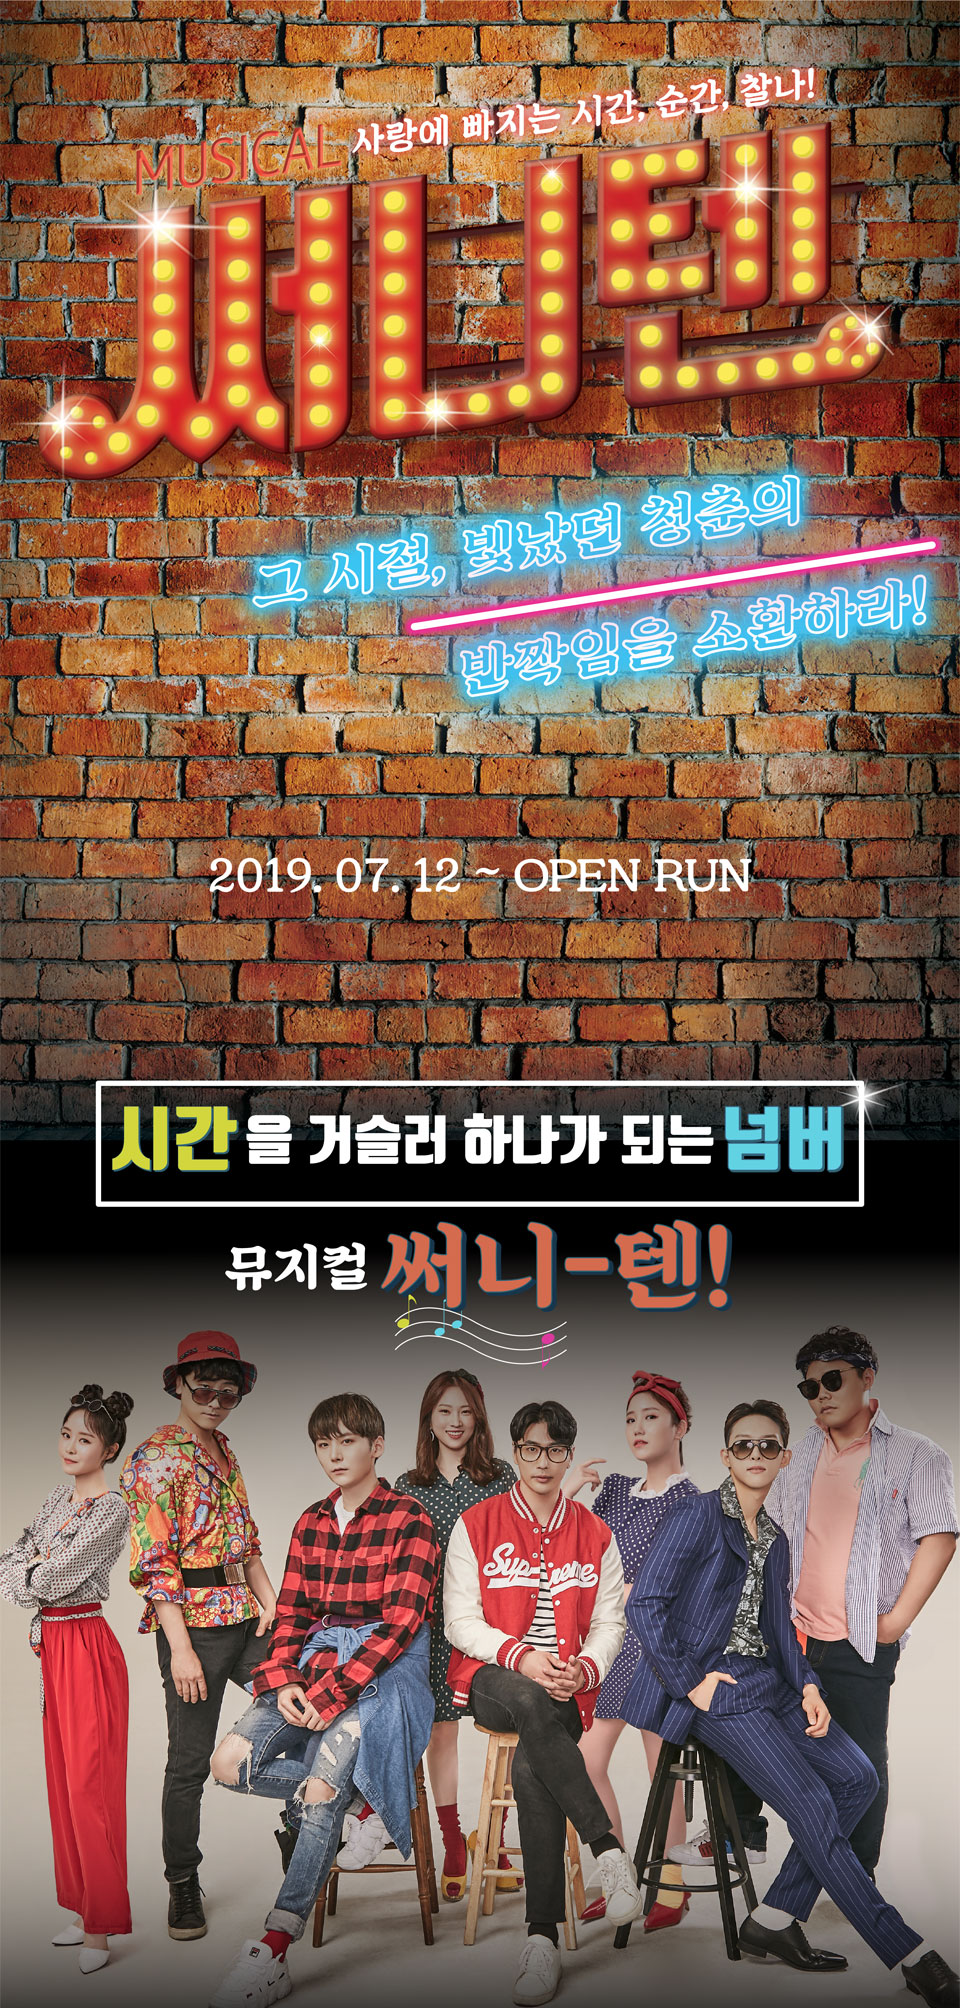 사랑에 빠지는 시간, 순간, 찰나!
MUSICAL
써니텐
그 시절, 빛났던 청춘의
반짝임을 소환하라!
2019. 07. 12 ~ OPEN RUN
시간을 거슬러 하나가 되는 넘버
뮤지컬 써니-텐!
Supreme